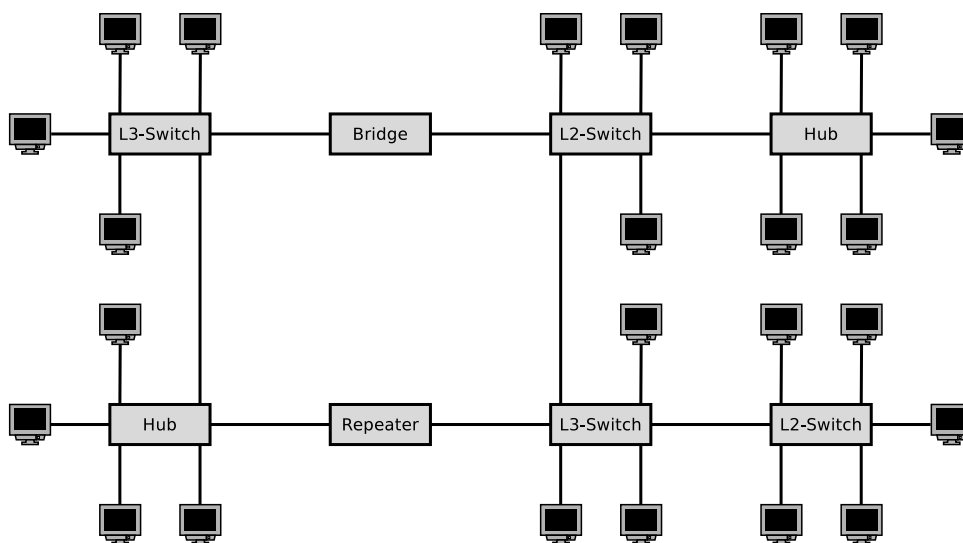 L3-Switch
Bridge
L2-Switch
Hub
Hub
Repeater
L3-Switch
L2-Switch